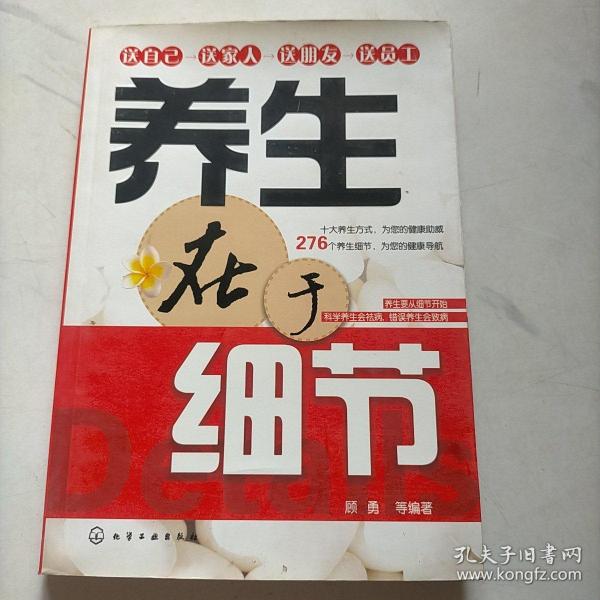 送自己→送家人→送朋友→送员工
养生
十大养生方式，为您的健康助威
276个养生细节，为您的健康导航
在于
养生要从细节开始
科学养生会祛病，错误养生会致病
细节
Details
顾勇 等编著
化学工业出版社
孔夫子旧书网
www.kongfz.com